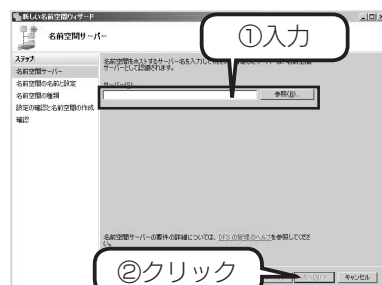 新しい名前空間ウィザード
名前空間サーバー
①入力
ステップ:
名前空間サーバー
名前空間の名前と設定
名前空間の種類
設定の確認と名前空間の作成
確認
名前空間をホストするサーバー名を入力して
サーバーとして認識されます。
サーバー(S):
参照(B)...
名前空間サーバーの要件の詳細については、DFS の管理のヘルプを参照してください。
②クリック
次へ(N) >
キャンセル